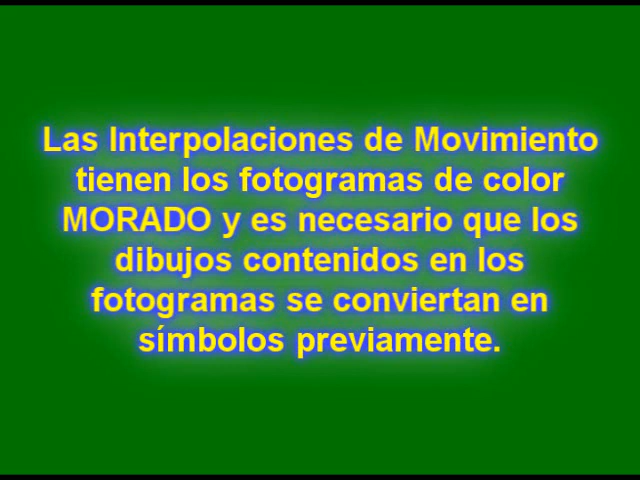 Las Interpolaciones de Movimiento
tienen los fotogramas de color
MORADO y es necesario que los
dibujos contenidos en los
fotogramas se conviertan en
símbolos previamente.